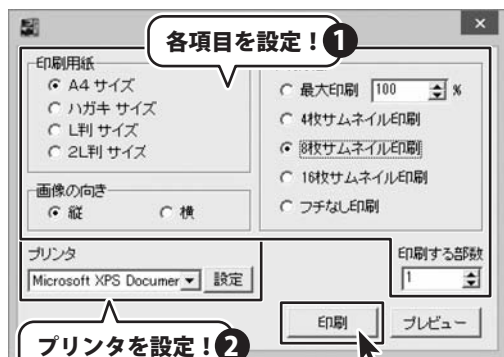 各項目を設定！❶
印刷用紙
A4 サイズ
ハガキ サイズ
L判 サイズ
2L判 サイズ
最大印刷 100 %
4枚サムネイル印刷
8枚サムネイル印刷
16枚サムネイル印刷
フチなし印刷
画像の向き
縦 横
プリンタ
Microsoft XPS Documer 設定
印刷する部数
1
印刷 プレビュー
プリンタを設定！❷